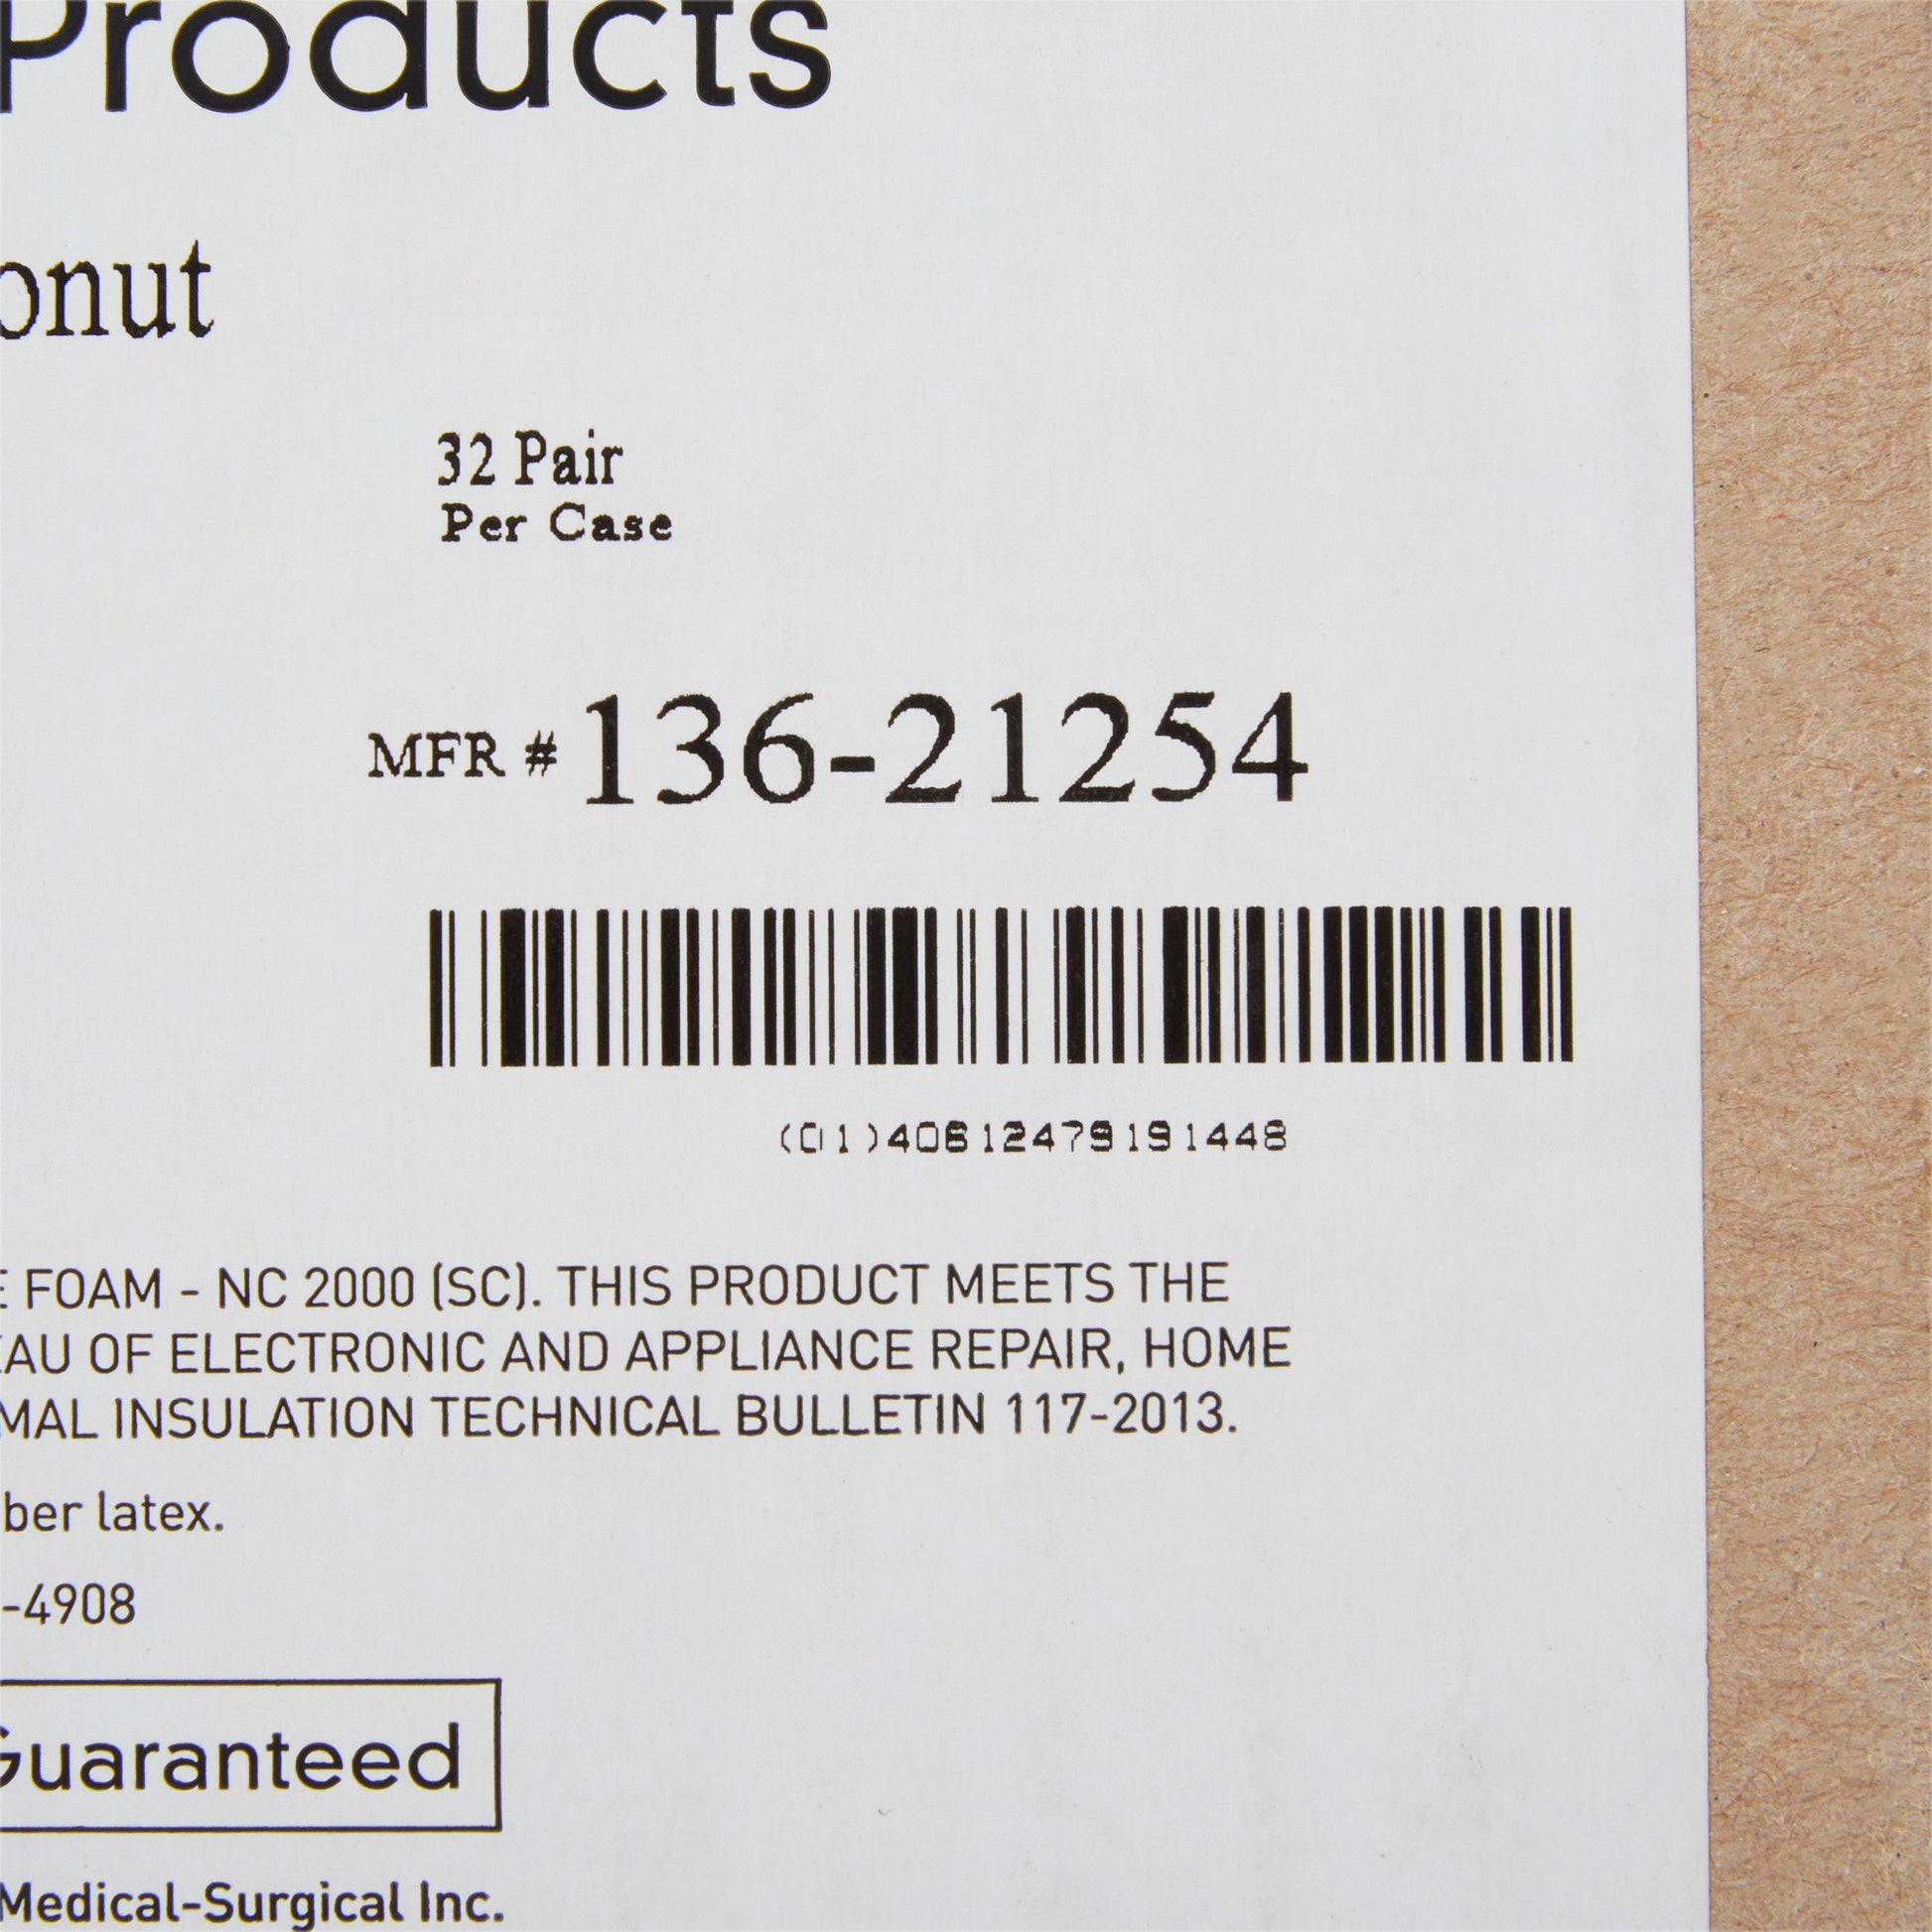 Products
onut
32 Pair
Per Case
MFR # 136-21254
(01)40612479191448
E FOAM - NC 2000 (SC). THIS PRODUCT MEETS THE
EAU OF ELECTRONIC AND APPLIANCE REPAIR, HOME
MAL INSULATION TECHNICAL BULLETIN 117-2013.
ber latex.
-4908
Guaranteed
Medical-Surgical Inc.